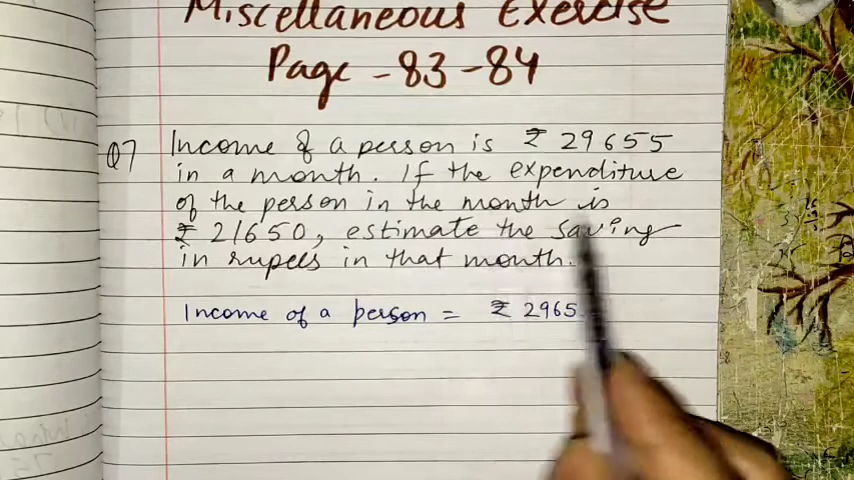 Miscellaneous Exercise
Page - 83 - 84
Q7 Income of a person is ₹ 29655
in a month. If the expenditure
of the person in the month is
₹ 21650, estimate the saving
in rupees in that month.
Income of a person = ₹ 2965